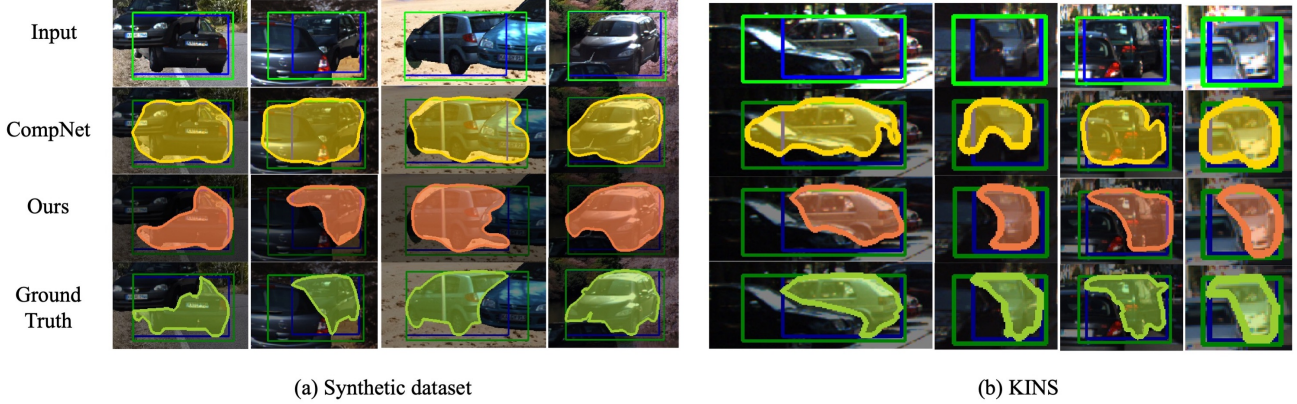 Input
CompNet
Ours
Ground
Truth
(a) Synthetic dataset
(b) KINS